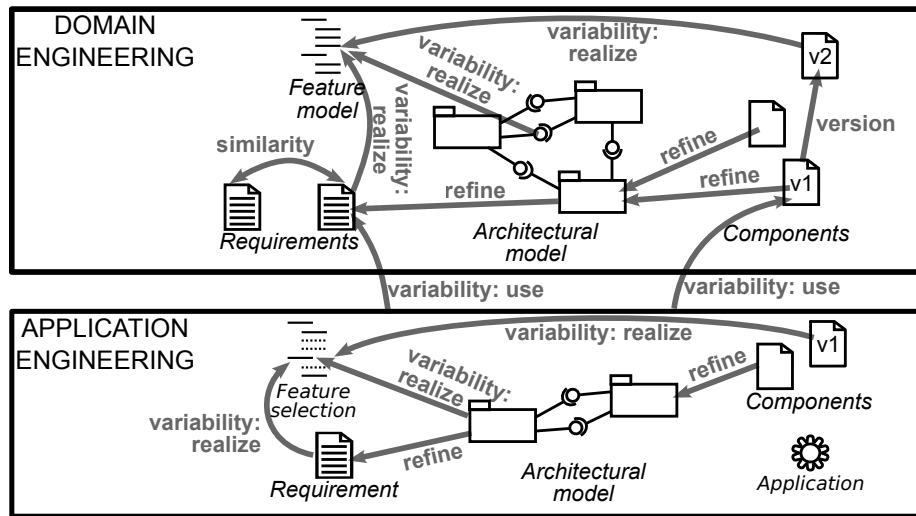 DOMAIN
ENGINEERING
Feature
model
variability:
realize
variability:
realize
v2
variability:
realize
version
similarity
refine
refine
refine
v1
Requirements
Architectural
model
Components
variability: use
variability: use
APPLICATION
ENGINEERING
variability: realize
v1
Feature
selection
variability:
realize
refine
Components
variability:
realize
refine
Requirement
Architectural
model
Application